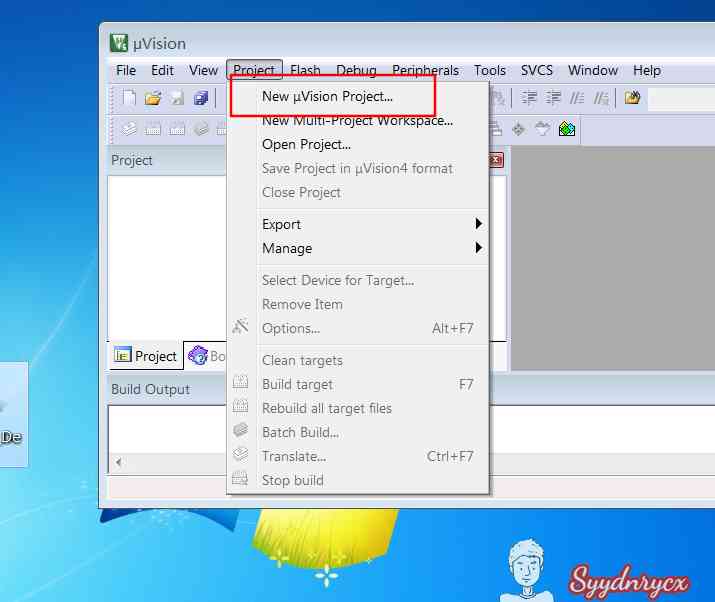 µVision
File Edit View Project Flash Debug Peripherals Tools SVCS Window Help
New µVision Project...
New Multi-Project Workspace...
Open Project...
Save Project in µVision4 format
Close Project
Export
Manage
Select Device for Target...
Remove Item
Options... Alt+F7
Clean targets
Build target F7
Rebuild all target files
Batch Build...
Translate... Ctrl+F7
Stop build
Project
Project Bo
Build Output
De
Syydnrycx